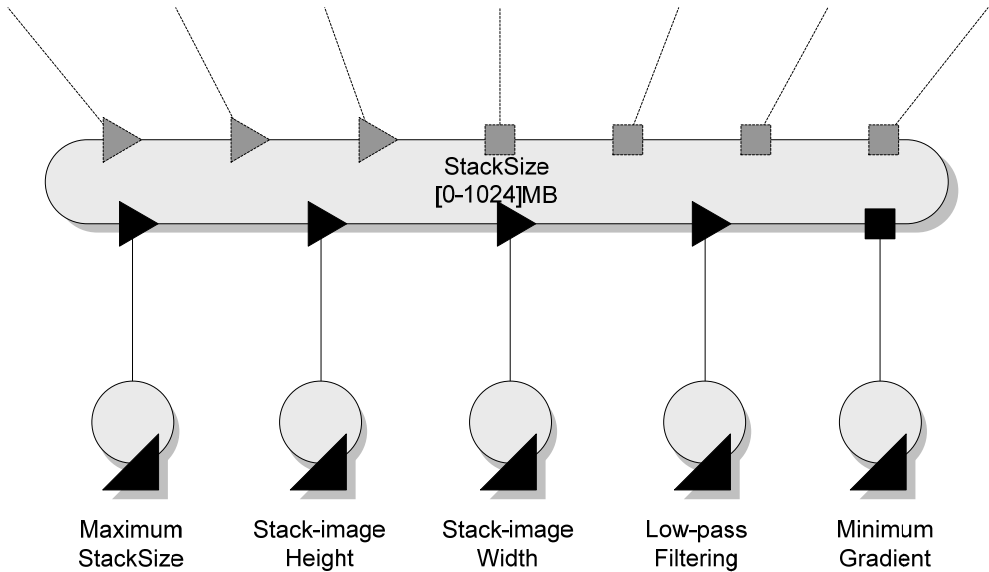 StackSize
[0-1024]MB
Maximum
StackSize
Stack-image
Height
Stack-image
Width
Low-pass
Filtering
Minimum
Gradient